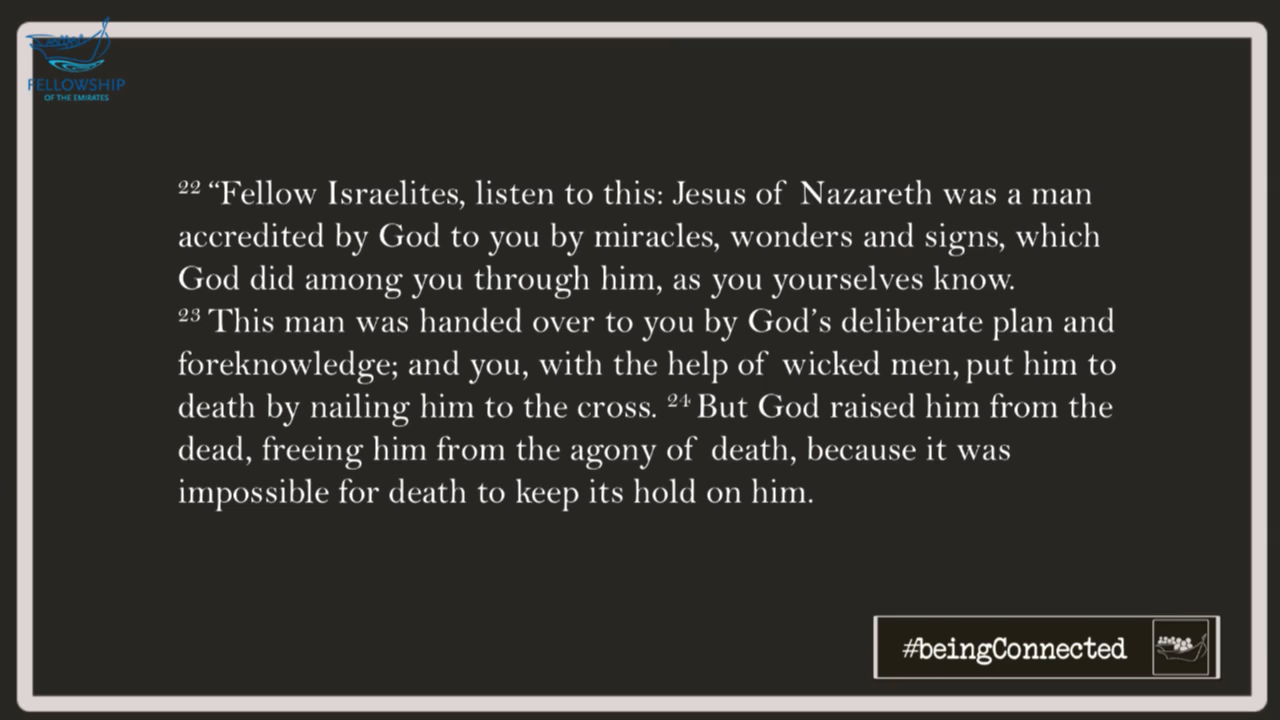 FELLOWSHIP
OF THE EMIRATES
22 “Fellow Israelites, listen to this: Jesus of Nazareth was a man
accredited by God to you by miracles, wonders and signs, which
God did among you through him, as you yourselves know.
23 This man was handed over to you by God’s deliberate plan and
foreknowledge; and you, with the help of wicked men, put him to
death by nailing him to the cross. 24 But God raised him from the
dead, freeing him from the agony of death, because it was
impossible for death to keep its hold on him.
#beingConnected